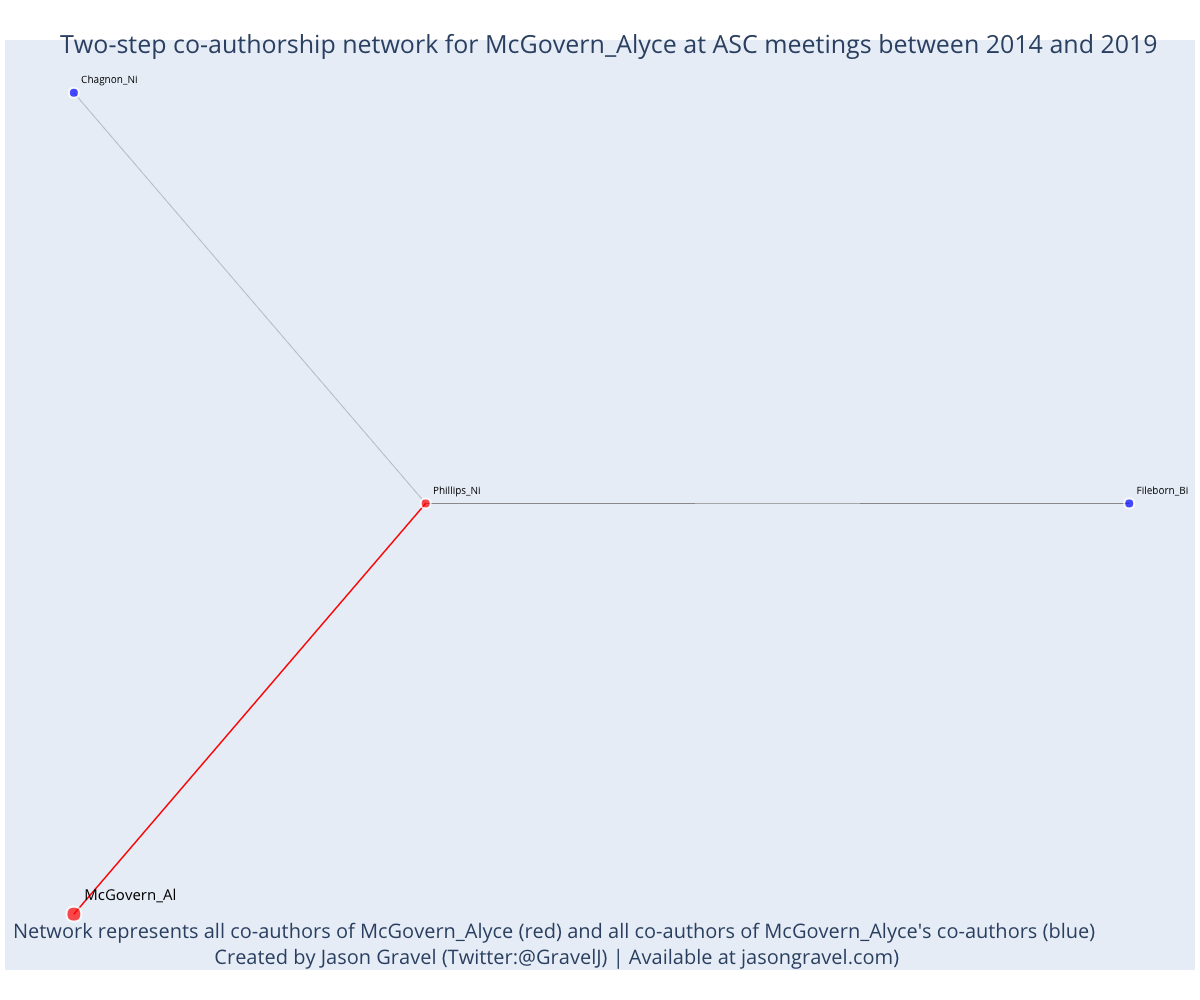 Two-step co-authorship network for McGovern_Alyce at ASC meetings between 2014 and 2019
Chagnon_Ni
Phillips_Ni
Fileborn_Bi
McGovern_Al
Network represents all co-authors of McGovern_Alyce (red) and all co-authors of McGovern_Alyce's co-authors (blue)
Created by Jason Gravel (Twitter:@GravelJ) | Available at jasongravel.com)